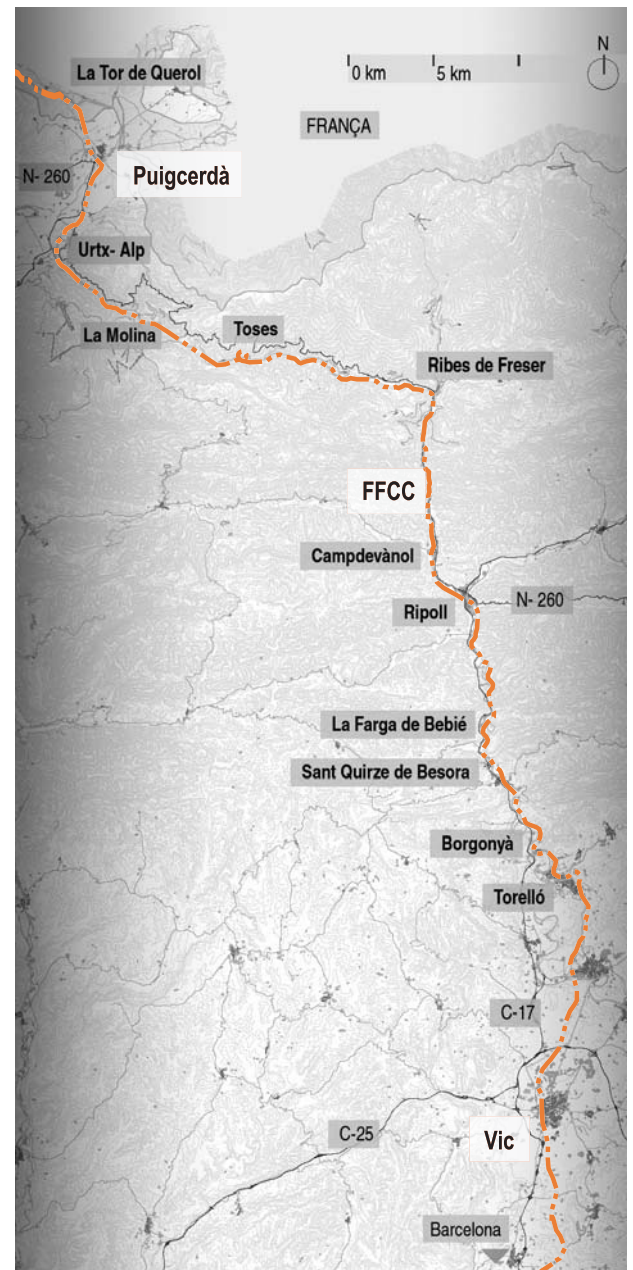 N
La Tor de Querol
0 km
5 km
FRANÇA
N- 260
Puigcerdà
Urtx- Alp
La Molina
Toses
Ribes de Freser
FFCC
Campdevànol
Ripoll
N- 260
La Farga de Bebié
Sant Quirze de Besora
Borgonyà
Torelló
C-17
C-25
Vic
Barcelona